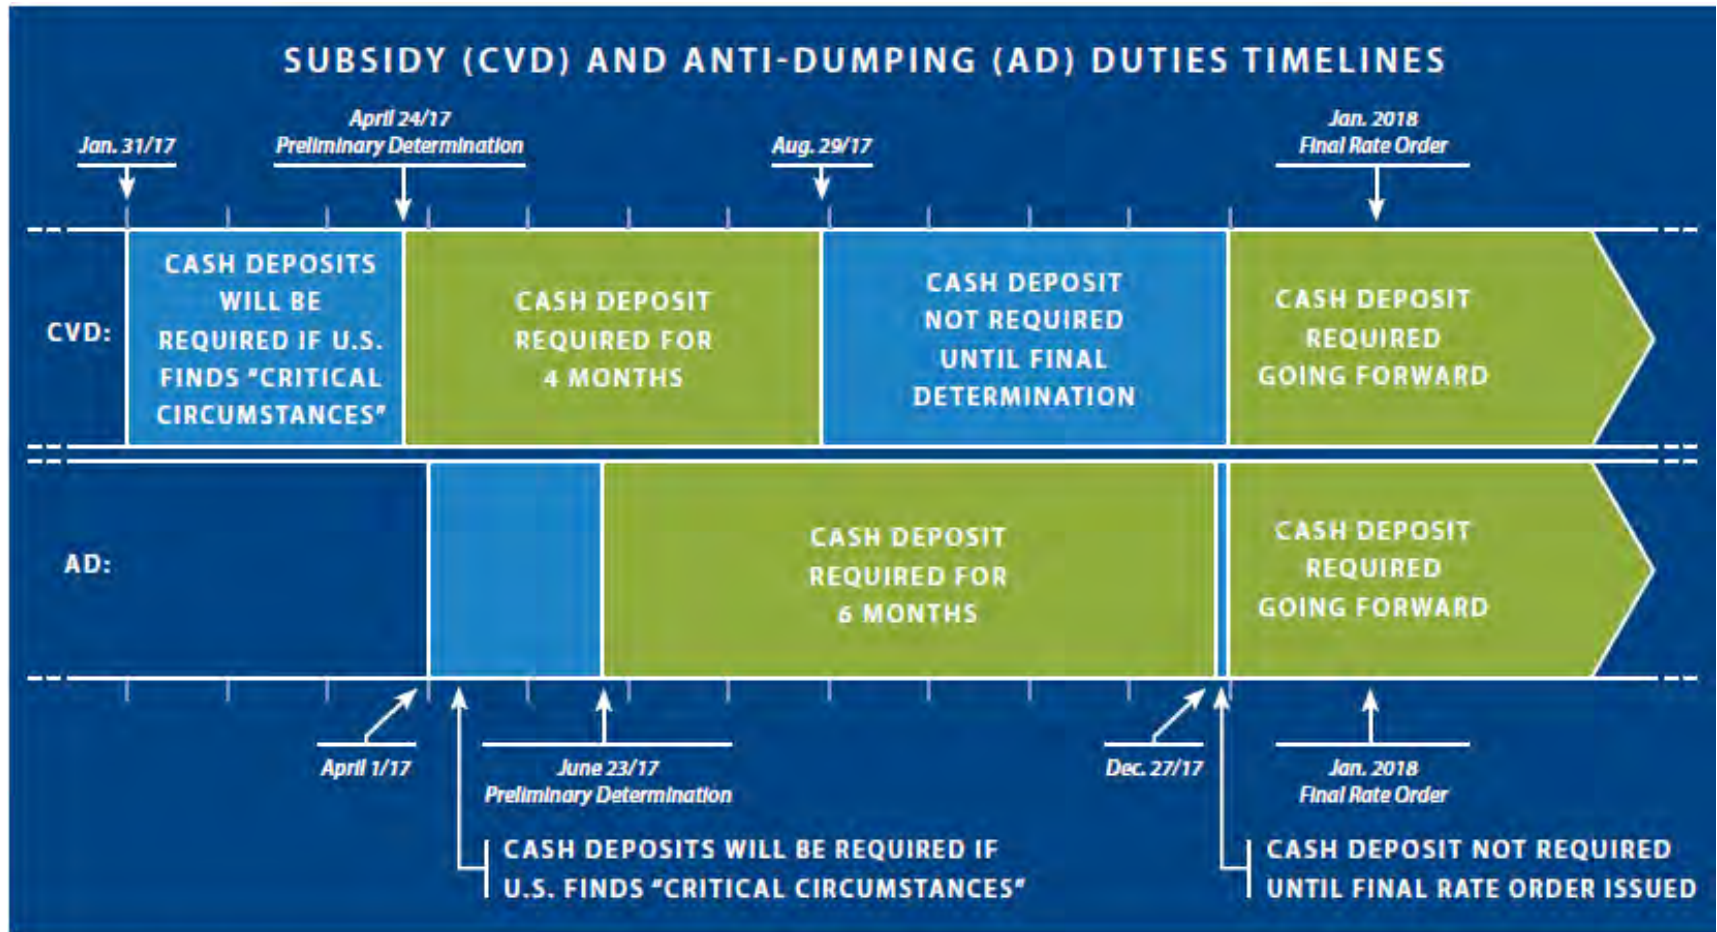 SUBSIDY (CVD) AND ANTI-DUMPING (AD) DUTIES TIMELINES
Jan. 31/17
April 24/17
Preliminary Determination
Aug. 29/17
Jan. 2018
Final Rate Order
CVD:
CASH DEPOSITS
WILL BE
REQUIRED IF U.S.
FINDS "CRITICAL
CIRCUMSTANCES"
CASH DEPOSIT
REQUIRED FOR
4 MONTHS
CASH DEPOSIT
NOT REQUIRED
UNTIL FINAL
DETERMINATION
CASH DEPOSIT
REQUIRED
GOING FORWARD
AD:
CASH DEPOSIT
REQUIRED FOR
6 MONTHS
CASH DEPOSIT
REQUIRED
GOING FORWARD
April 1/17
June 23/17
Preliminary Determination
Dec. 27/17
Jan. 2018
Final Rate Order
CASH DEPOSITS WILL BE REQUIRED IF
U.S. FINDS "CRITICAL CIRCUMSTANCES"
CASH DEPOSIT NOT REQUIRED
UNTIL FINAL RATE ORDER ISSUED